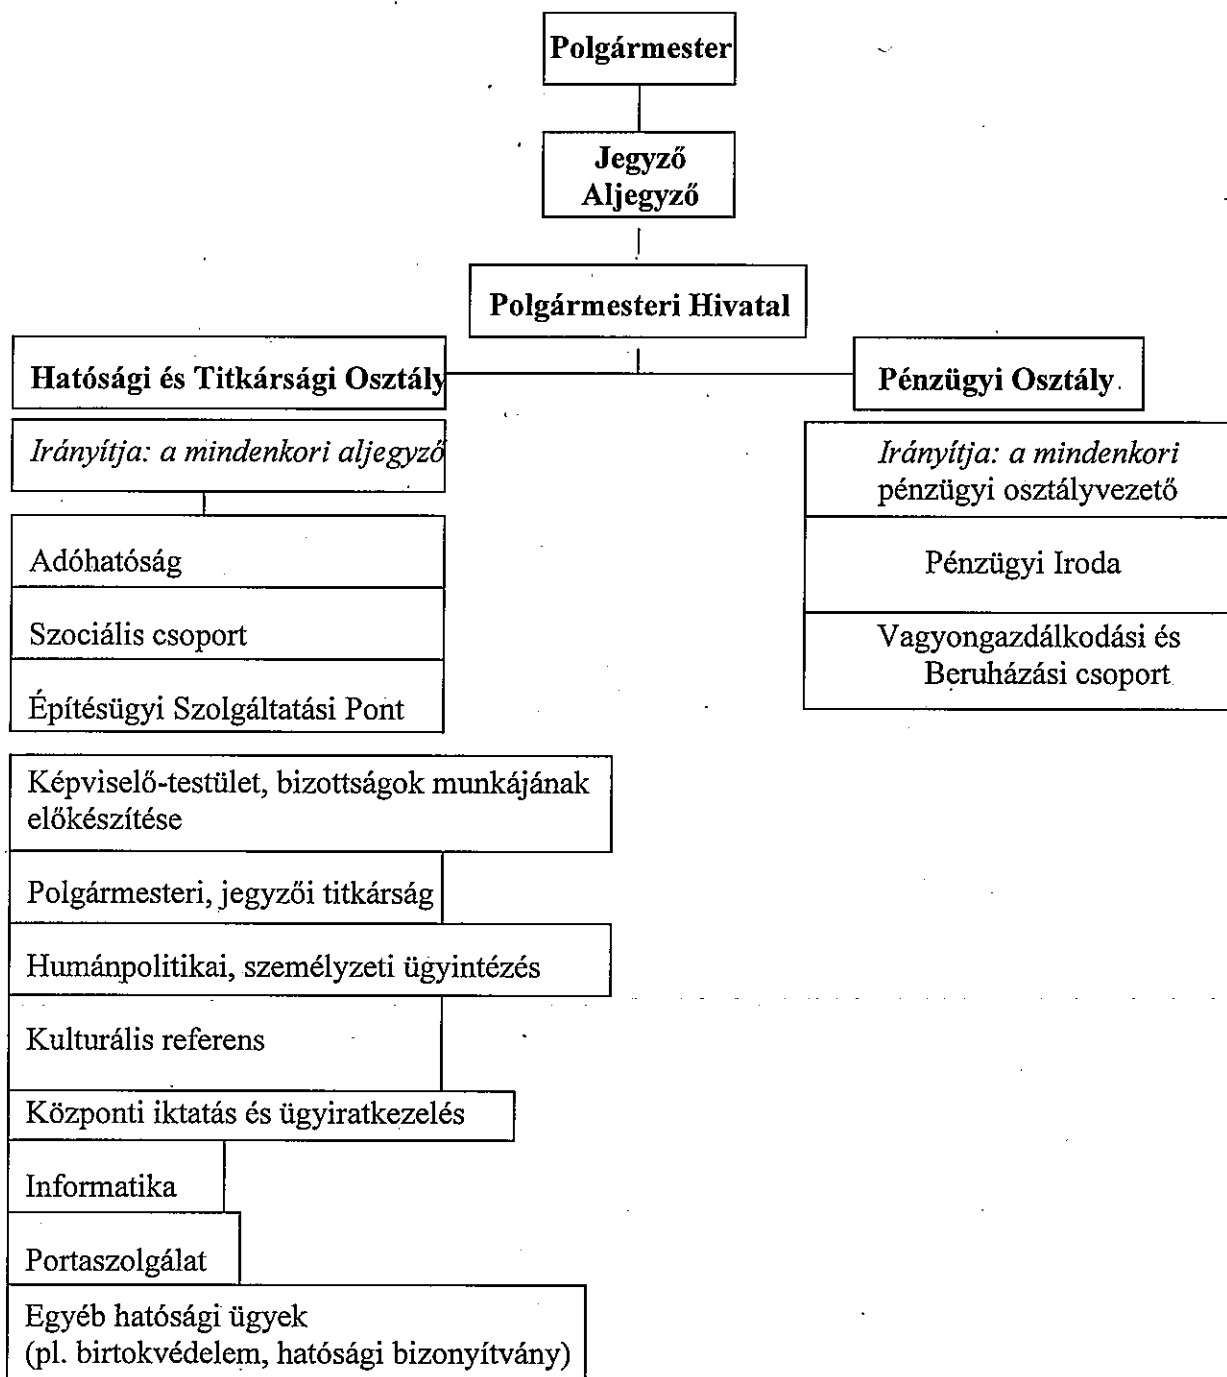 Polgármester
Jegyző
Aljegyző
Polgármesteri Hivatal
Hatósági és Titkársági Osztály
Irányítja: a mindenkori aljegyző
Adóhatóság
Szociális csoport
Építésügyi Szolgáltatási Pont
Képviselő-testület, bizottságok munkájának
előkészítése
Polgármesteri, jegyzői titkárság
Humánpolitikai, személyzeti ügyintézés
Kulturális referens
Központi iktatás és ügyiratkezelés
Informatika
Portaszolgálat
Egyéb hatósági ügyek
(pl. birtokvédelem, hatósági bizonyítvány)
Pénzügyi Osztály
Irányítja: a mindenkori
pénzügyi osztályvezető
Pénzügyi Iroda
Vagyongazdálkodási és
Beruházási csoport